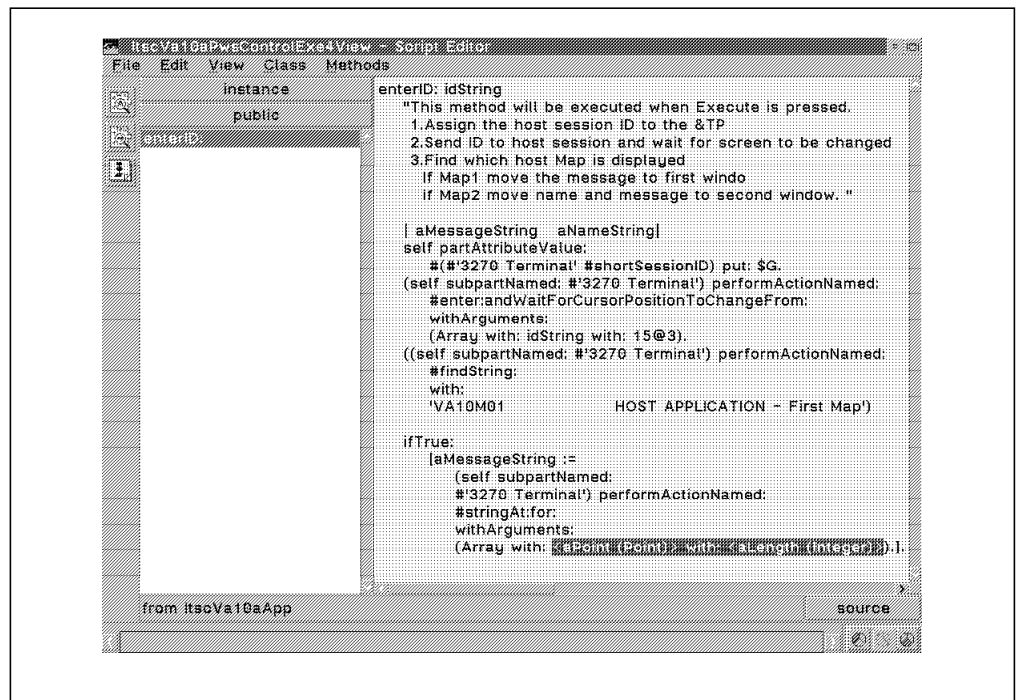 ItscVa10aPwsControlExe4View - Script Editor
File Edit View Class Methods
instance
public
enterID:
enterID: idString
"This method will be executed when Execute is pressed.
1.Assign the host session ID to the &TP
2.Send ID to host session and wait for screen to be changed
3.Find which host Map is displayed
If Map1 move the message to first windo
if Map2 move name and message to second window. "
| aMessageString aNameString|
self partAttributeValue:
#(#'3270 Terminal' #shortSessionID) put: $G.
(self subpartNamed: #'3270 Terminal') performActionNamed:
#enter:andWaitForCursorPositionToChangeFrom:
withArguments:
(Array with: idString with: 15@3).
((self subpartNamed: #'3270 Terminal') performActionNamed:
#findString:
with:
'VA10M01 HOST APPLICATION - First Map')
ifTrue:
[aMessageString :=
(self subpartNamed:
#'3270 Terminal') performActionNamed:
#stringAt:for:
withArguments:
(Array with: <aPoint (Point)> with: <aLength (Integer)>).].
from ItscVa10aApp
source